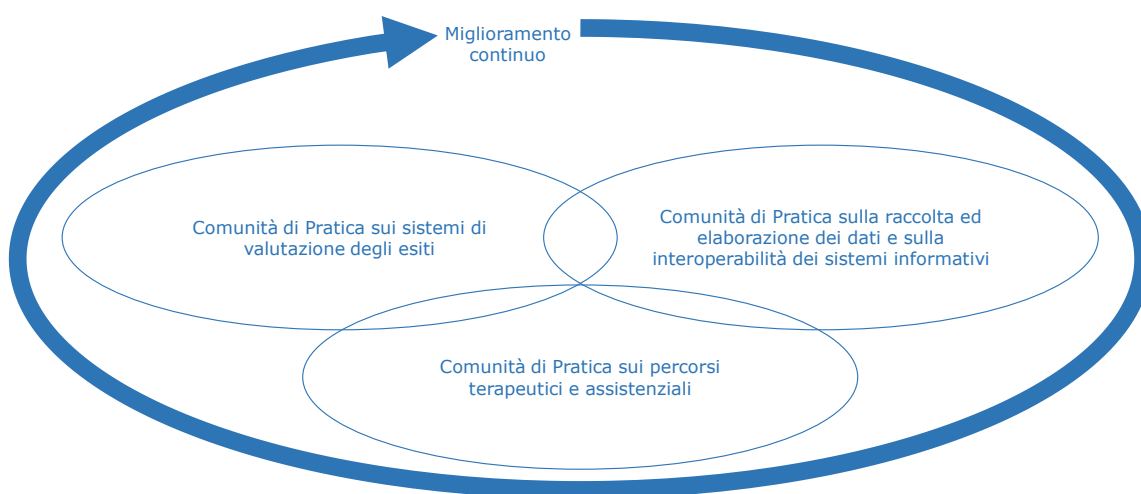 Miglioramento
continuo
Comunità di Pratica sui sistemi di
valutazione degli esiti
Comunità di Pratica sulla raccolta ed
elaborazione dei dati e sulla
interoperabilità dei sistemi informativi
Comunità di Pratica sui percorsi
terapeutici e assistenziali